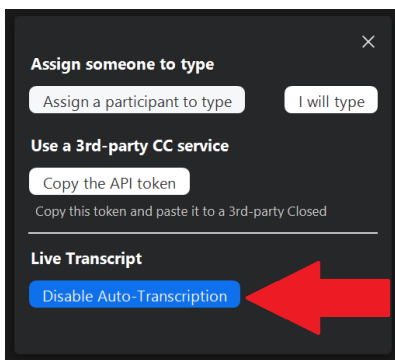 Assign someone to type
Assign a participant to type
I will type
Use a 3rd-party CC service
Copy the API token
Copy this token and paste it to a 3rd-party Closed
Live Transcript
Disable Auto-Transcription